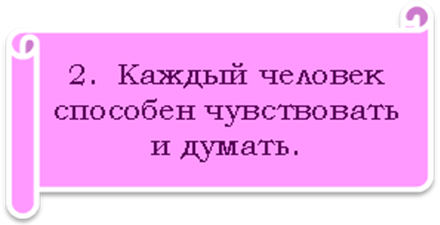 2. Каждый человек
способен чувствовать
и думать.